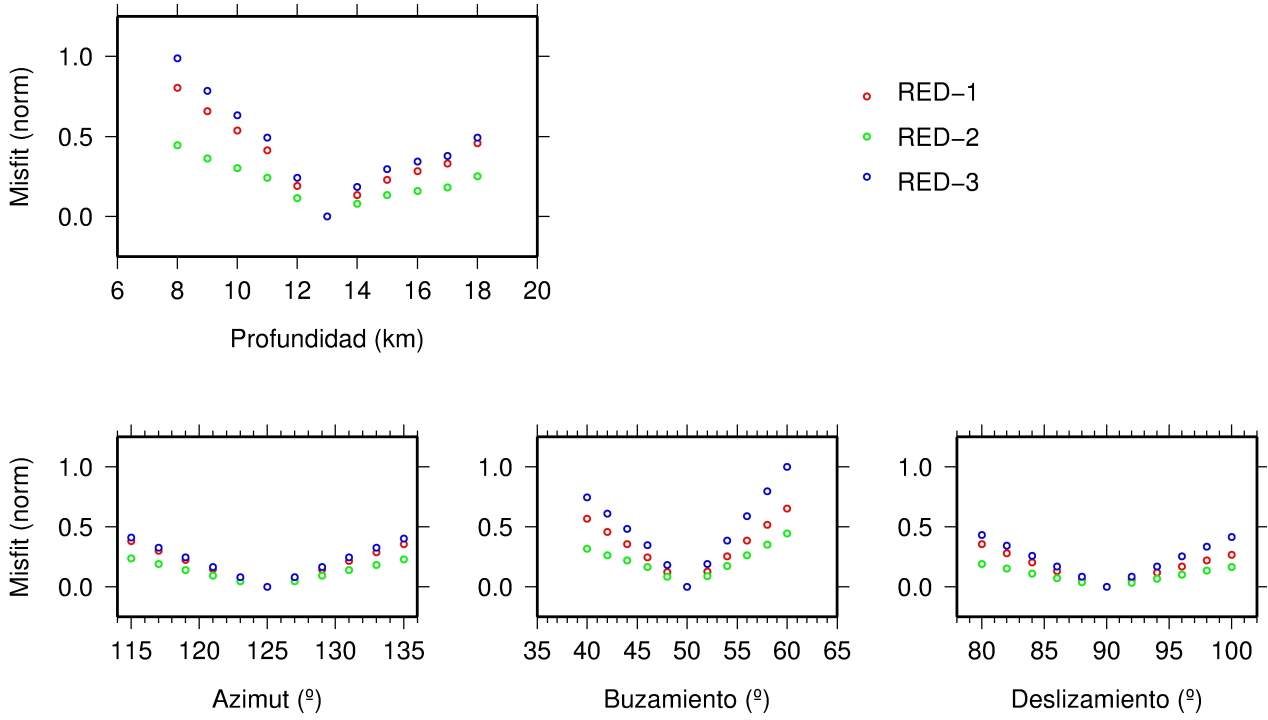 Misfit (norm)
1.0
0.5
0.0
6 8 10 12 14 16 18 20
Profundidad (km)
RED−1
RED−2
RED−3
Misfit (norm)
1.0
0.5
0.0
115 120 125 130 135
Azimut (º)
1.0
0.5
0.0
35 40 45 50 55 60 65
Buzamiento (º)
1.0
0.5
0.0
80 85 90 95 100
Deslizamiento (º)